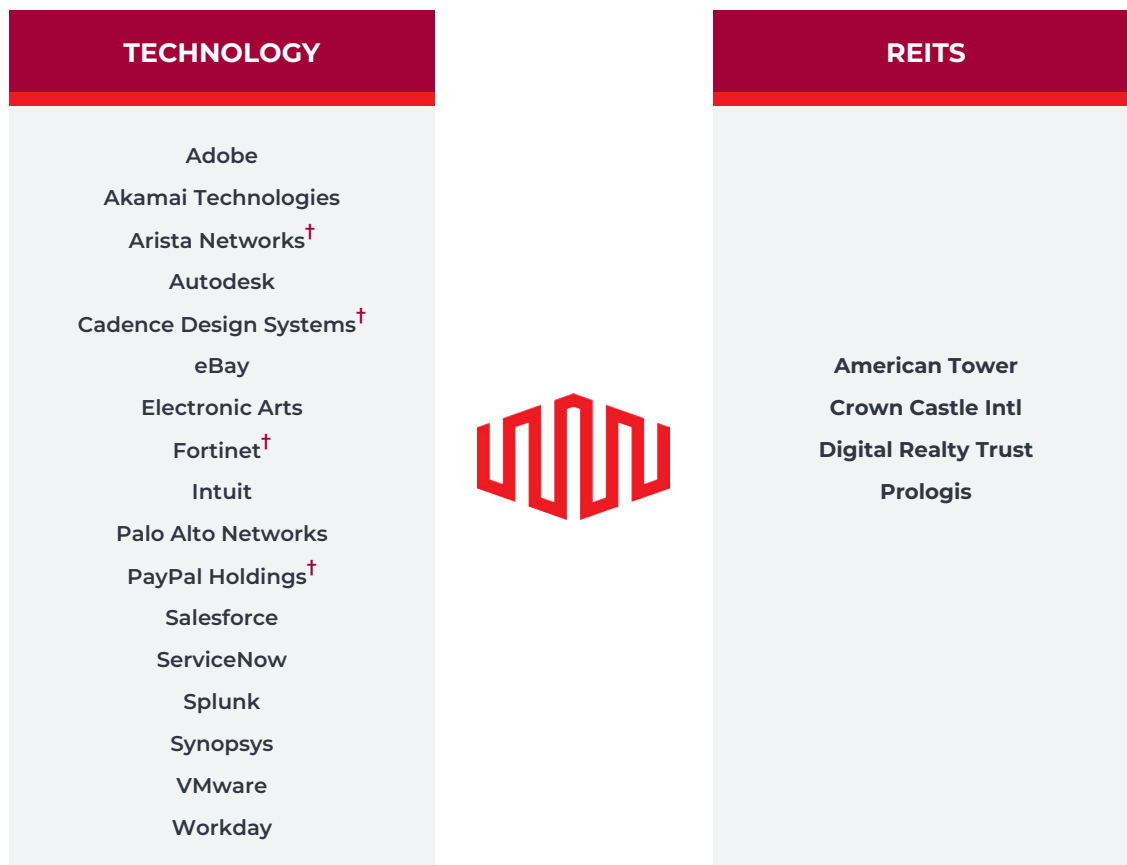 TECHNOLOGY
Adobe
Akamai Technologies
Arista Networks†
Autodesk
Cadence Design Systems†
eBay
Electronic Arts
Fortinet†
Intuit
Palo Alto Networks
PayPal Holdings†
Salesforce
ServiceNow
Splunk
Synopsys
VMware
Workday
REITS
American Tower
Crown Castle Intl
Digital Realty Trust
Prologis